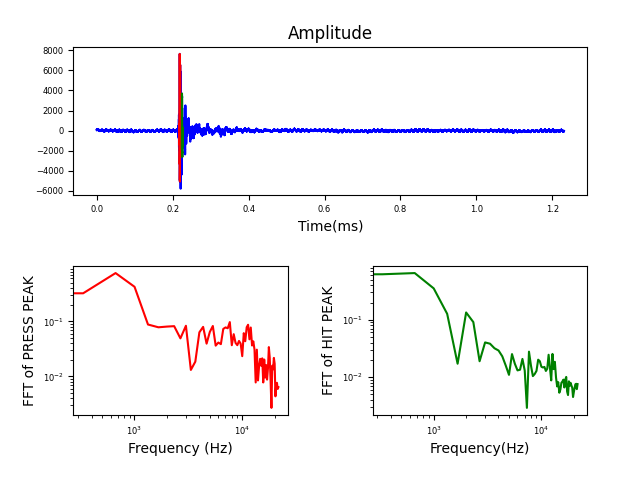 Amplitude
8000
6000
4000
2000
0
−2000
−4000
−6000
0.0 0.2 0.4 0.6 0.8 1.0 1.2
Time(ms)
FFT of PRESS PEAK
10⁻¹
10⁻²
10³ 10⁴
Frequency (Hz)
FFT of HIT PEAK
10⁻¹
10⁻²
10³ 10⁴
Frequency(Hz)